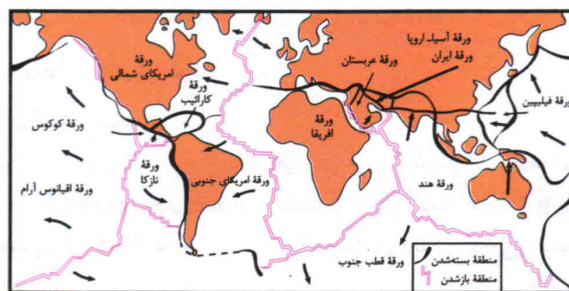 ورقهٔ
امریکای شمالی
ورقهٔ
کارائیب
ورقهٔ کوکوس
ورقهٔ
نازکا
ورقهٔ اقیانوس آرام
ورقهٔ امریکای جنوبی
ورقهٔ آسیاـ اروپا
ورقهٔ ایران
ورقهٔ عربستان
ورقهٔ
افریقا
ورقهٔ فیلیپین
ورقهٔ هند
ورقهٔ قطب جنوب
منطقهٔ بسته‌شدن
منطقهٔ بازشدن